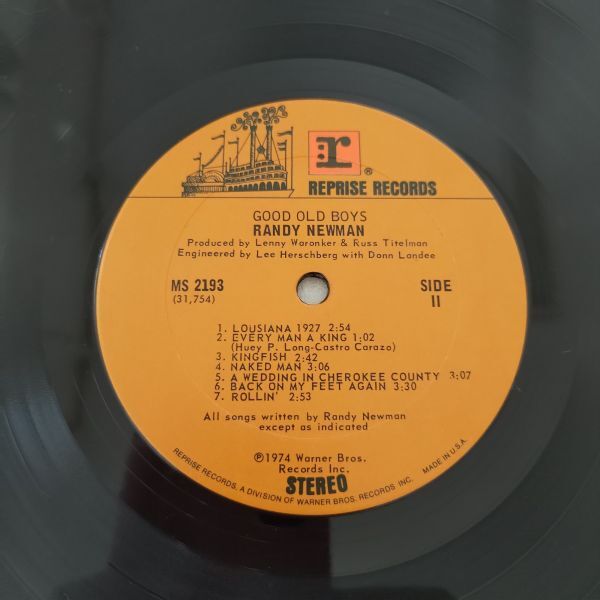 r
®
REPRISE RECORDS
GOOD OLD BOYS
RANDY NEWMAN
Produced by Lenny Waronker & Russ Titelman
Engineered by Lee Herschberg with Donn Landee
MS 2193
(31,754)
SIDE
II
1. LOUSIANA 1927 2:54
2. EVERY MAN A KING 1:02
(Huey P. Long-Castro Carazo)
3. KINGFISH 2:42
4. NAKED MAN 3:06
5. A WEDDING IN CHEROKEE COUNTY 3:07
6. BACK ON MY FEET AGAIN 3:30
7. ROLLIN' 2:53
All songs written by Randy Newman
except as indicated
Ⓟ1974 Warner Bros.
Records Inc.
STEREO
REPRISE RECORDS, A DIVISION OF WARNER BROS. RECORDS INC. MADE IN U.S.A.